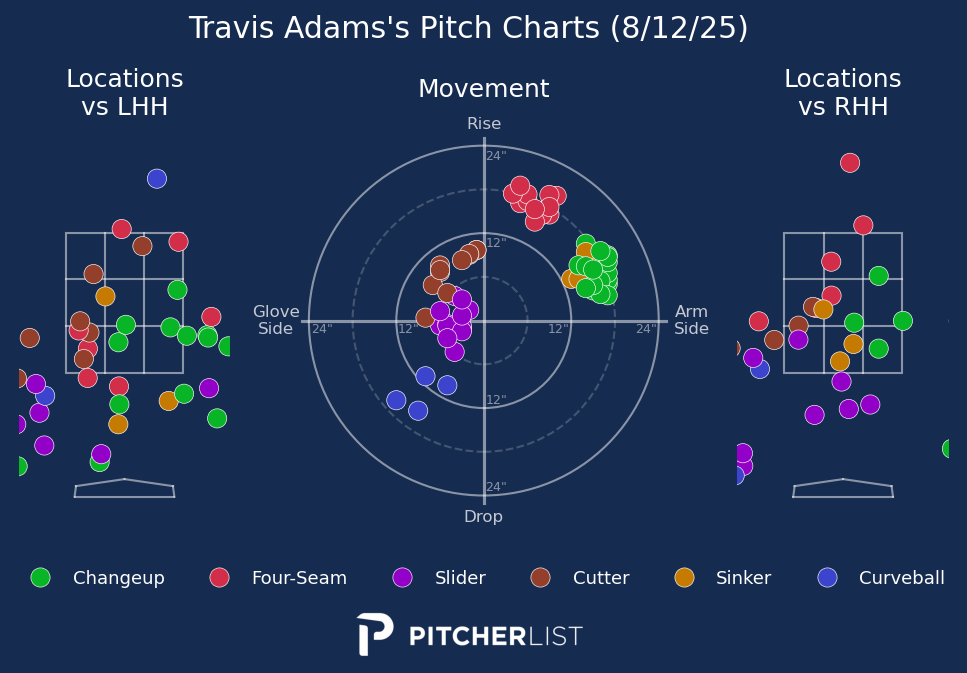 Travis Adams's Pitch Charts (8/12/25)
Locations
vs LHH
Movement
Locations
vs RHH
Rise
24"
12"
Glove
Side
24"
12"
12"
24"
Arm
Side
12"
24"
Drop
Changeup
Four-Seam
Slider
Cutter
Sinker
Curveball
PITCHERLIST